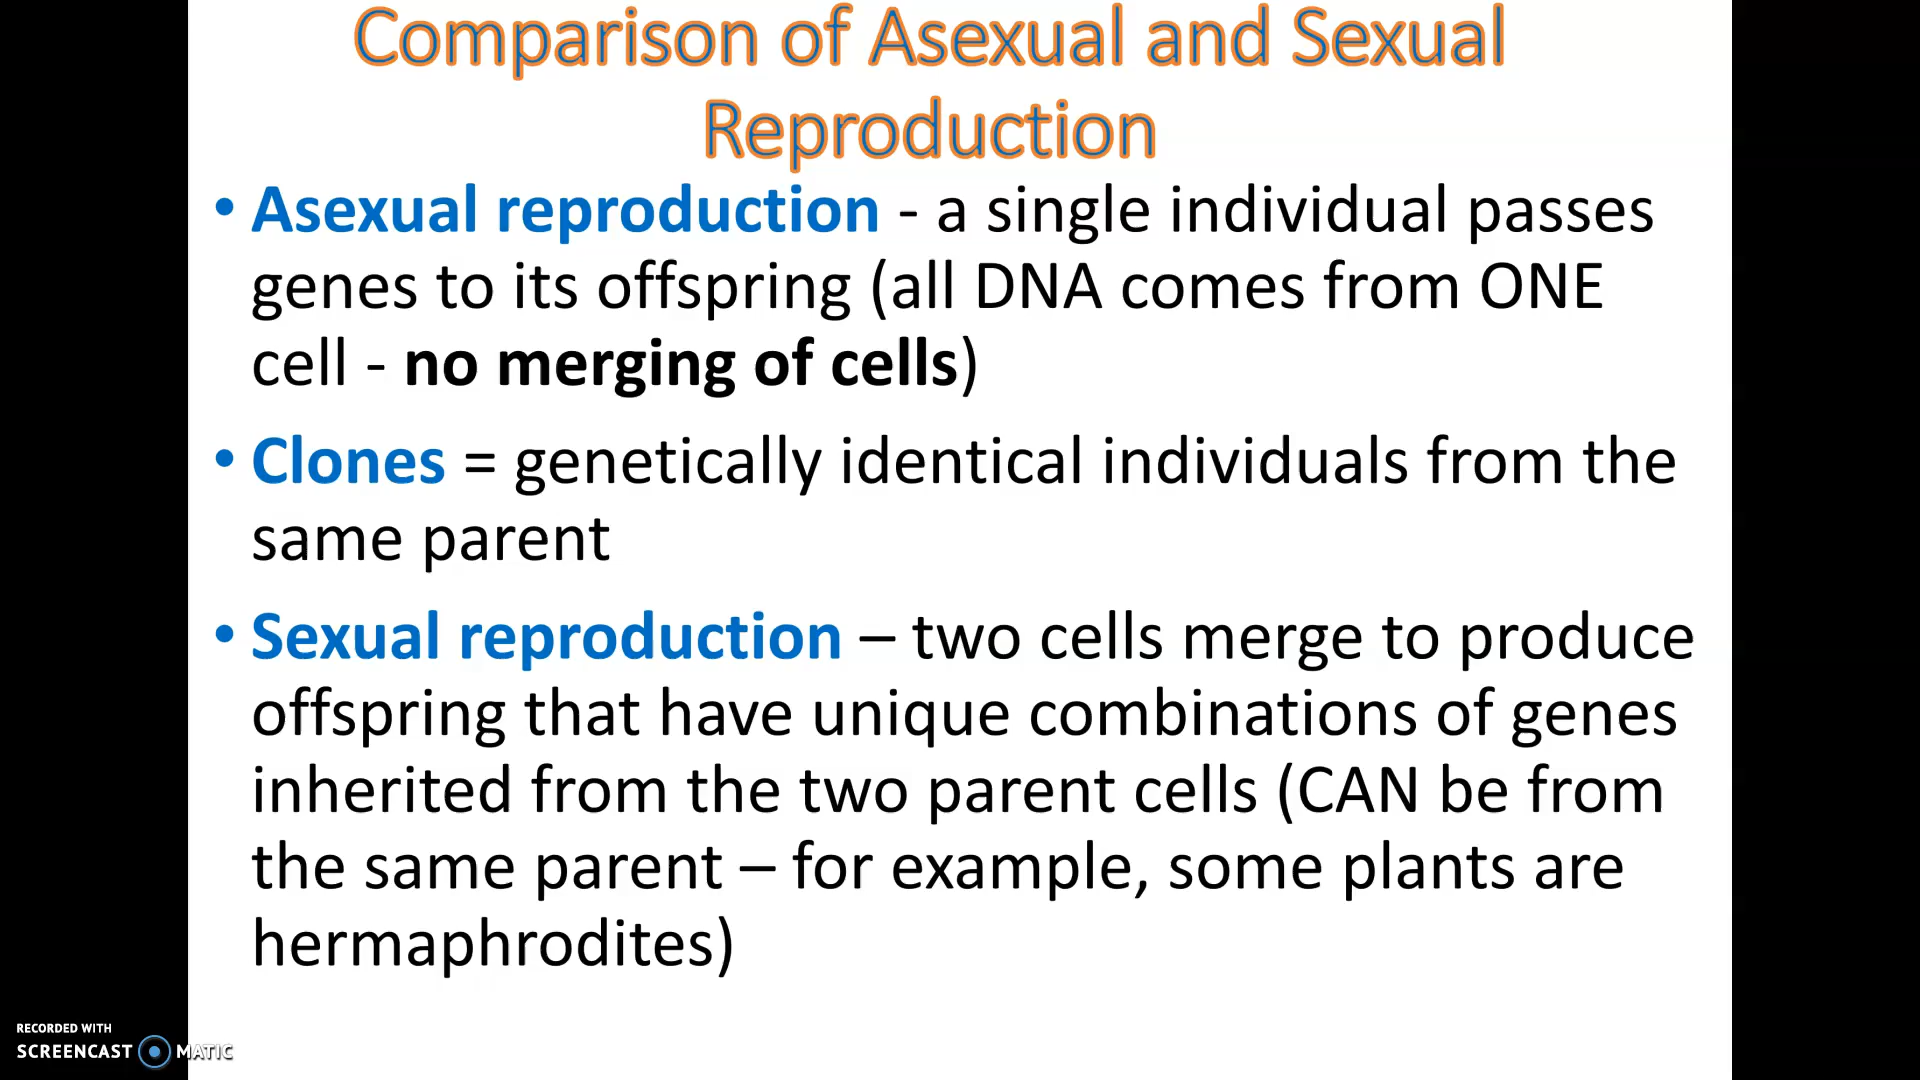 Comparison of Asexual and Sexual
Reproduction
• Asexual reproduction - a single individual passes
genes to its offspring (all DNA comes from ONE
cell - no merging of cells)
• Clones = genetically identical individuals from the
same parent
• Sexual reproduction – two cells merge to produce
offspring that have unique combinations of genes
inherited from the two parent cells (CAN be from
the same parent – for example, some plants are
hermaphrodites)
RECORDED WITH
SCREENCAST MATIC